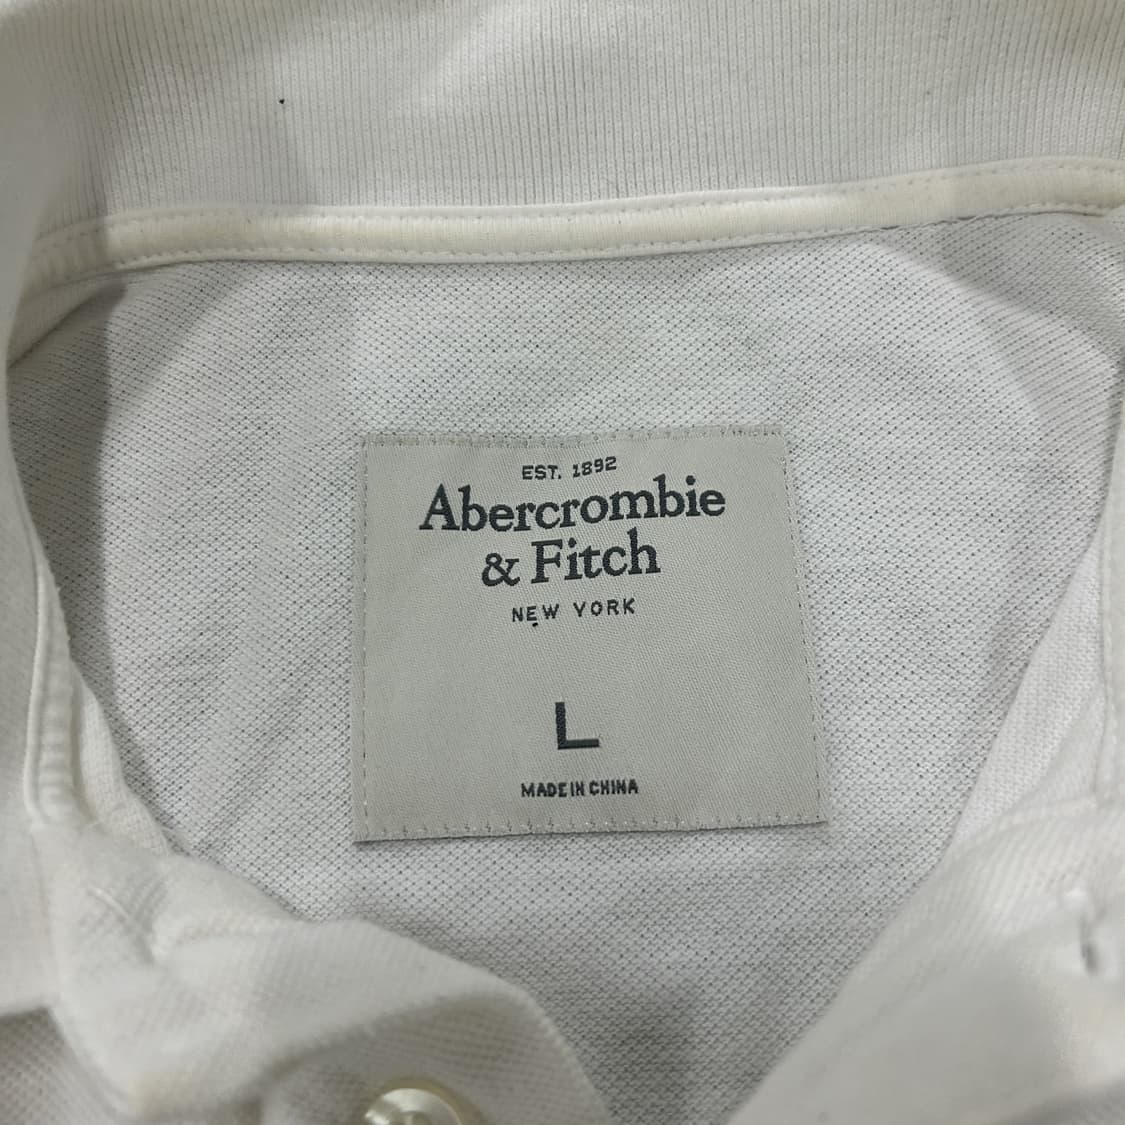 EST. 1892
Abercrombie
& Fitch
NEW YORK
L
MADE IN CHINA